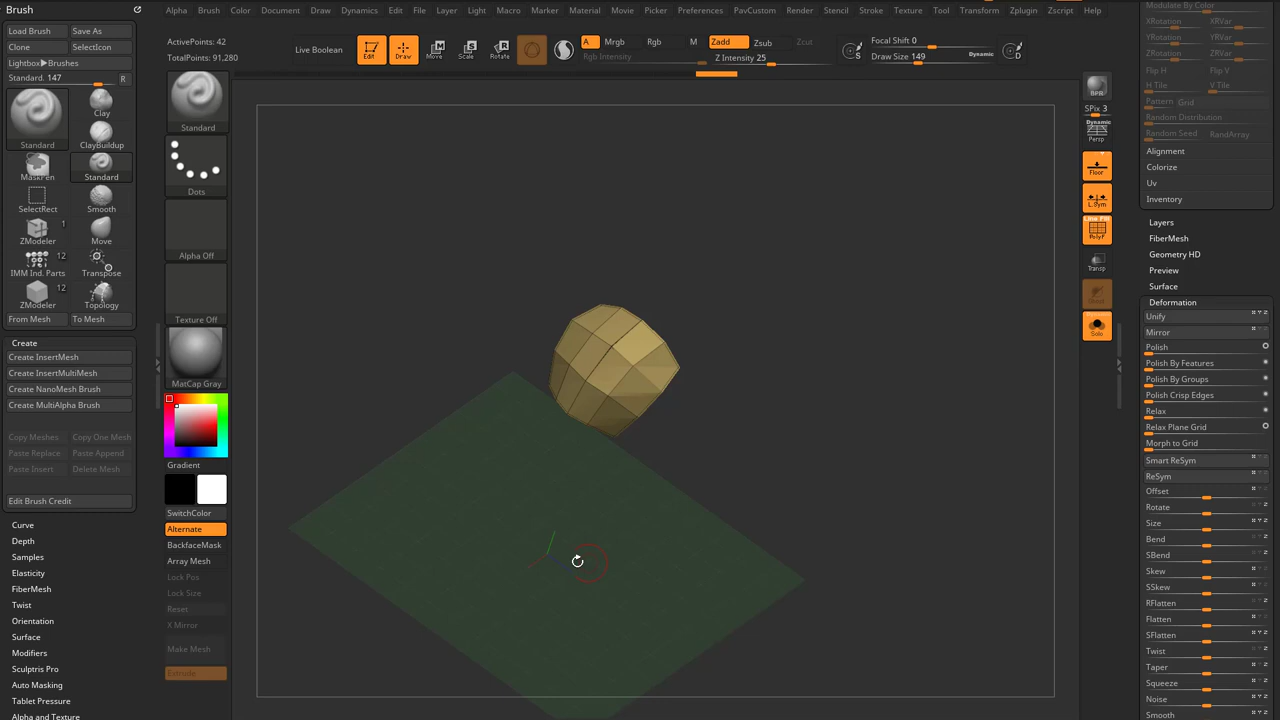 Brush
Load Brush Save As
Clone SelectIcon
Lightbox▶Brushes
Standard. 147 R
Standard Clay
ClayBuildup
MaskPen Standard
SelectRect Smooth
ZModeler 1 Move
IMM Ind. Parts 12 Transpose
ZModeler 12 Topology
From Mesh To Mesh
Create
Create InsertMesh
Create InsertMultiMesh
Create NanoMesh Brush
Create MultiAlpha Brush
Copy Meshes Copy One Mesh
Paste Replace Paste Append
Paste Insert Delete Mesh
Edit Brush Credit
Curve
Depth
Samples
Elasticity
FiberMesh
Twist
Orientation
Surface
Modifiers
Sculptris Pro
Auto Masking
Tablet Pressure
Alpha and Texture
Alpha Brush Color Document Draw Dynamics Edit File Layer Light Macro Marker Material Movie Picker Preferences PavCustom Render Stencil Stroke Texture Tool Transform Zplugin Zscript Help
ActivePoints: 42
TotalPoints: 91,280
Live Boolean
Edit Draw Move Scale Rotate
A Mrgb Rgb M Zadd Zsub Zcut
Rgb Intensity Z Intensity 25
S Focal Shift 0
Draw Size 149 Dynamic D
Standard
Dots
Alpha Off
Texture Off
MatCap Gray
Gradient
SwitchColor
Alternate
BackfaceMask
Array Mesh
Lock Pos
Lock Size
Reset
X Mirror
Make Mesh
Extrude
BPR
SPix 3
Dynamic
Persp
Floor
L.Sym
Line Fill
PolyF
Transp
Ghost
Dynamic
Solo
Modulate By Color
XRotation XRVar
YRotation YRVar
ZRotation ZRVar
Flip H Flip V
H Tile V Tile
Pattern Grid
Random Distribution
Random Seed RandArray
Alignment
Colorize
Uv
Inventory
Layers
FiberMesh
Geometry HD
Preview
Surface
Deformation
Unify
Mirror
Polish
Polish By Features
Polish By Groups
Polish Crisp Edges
Relax
Relax Plane Grid
Morph to Grid
Smart ReSym
ReSym
Offset
Rotate
Size
Bend
SBend
Skew
SSkew
RFlatten
Flatten
SFlatten
Twist
Taper
Squeeze
Noise
Smooth